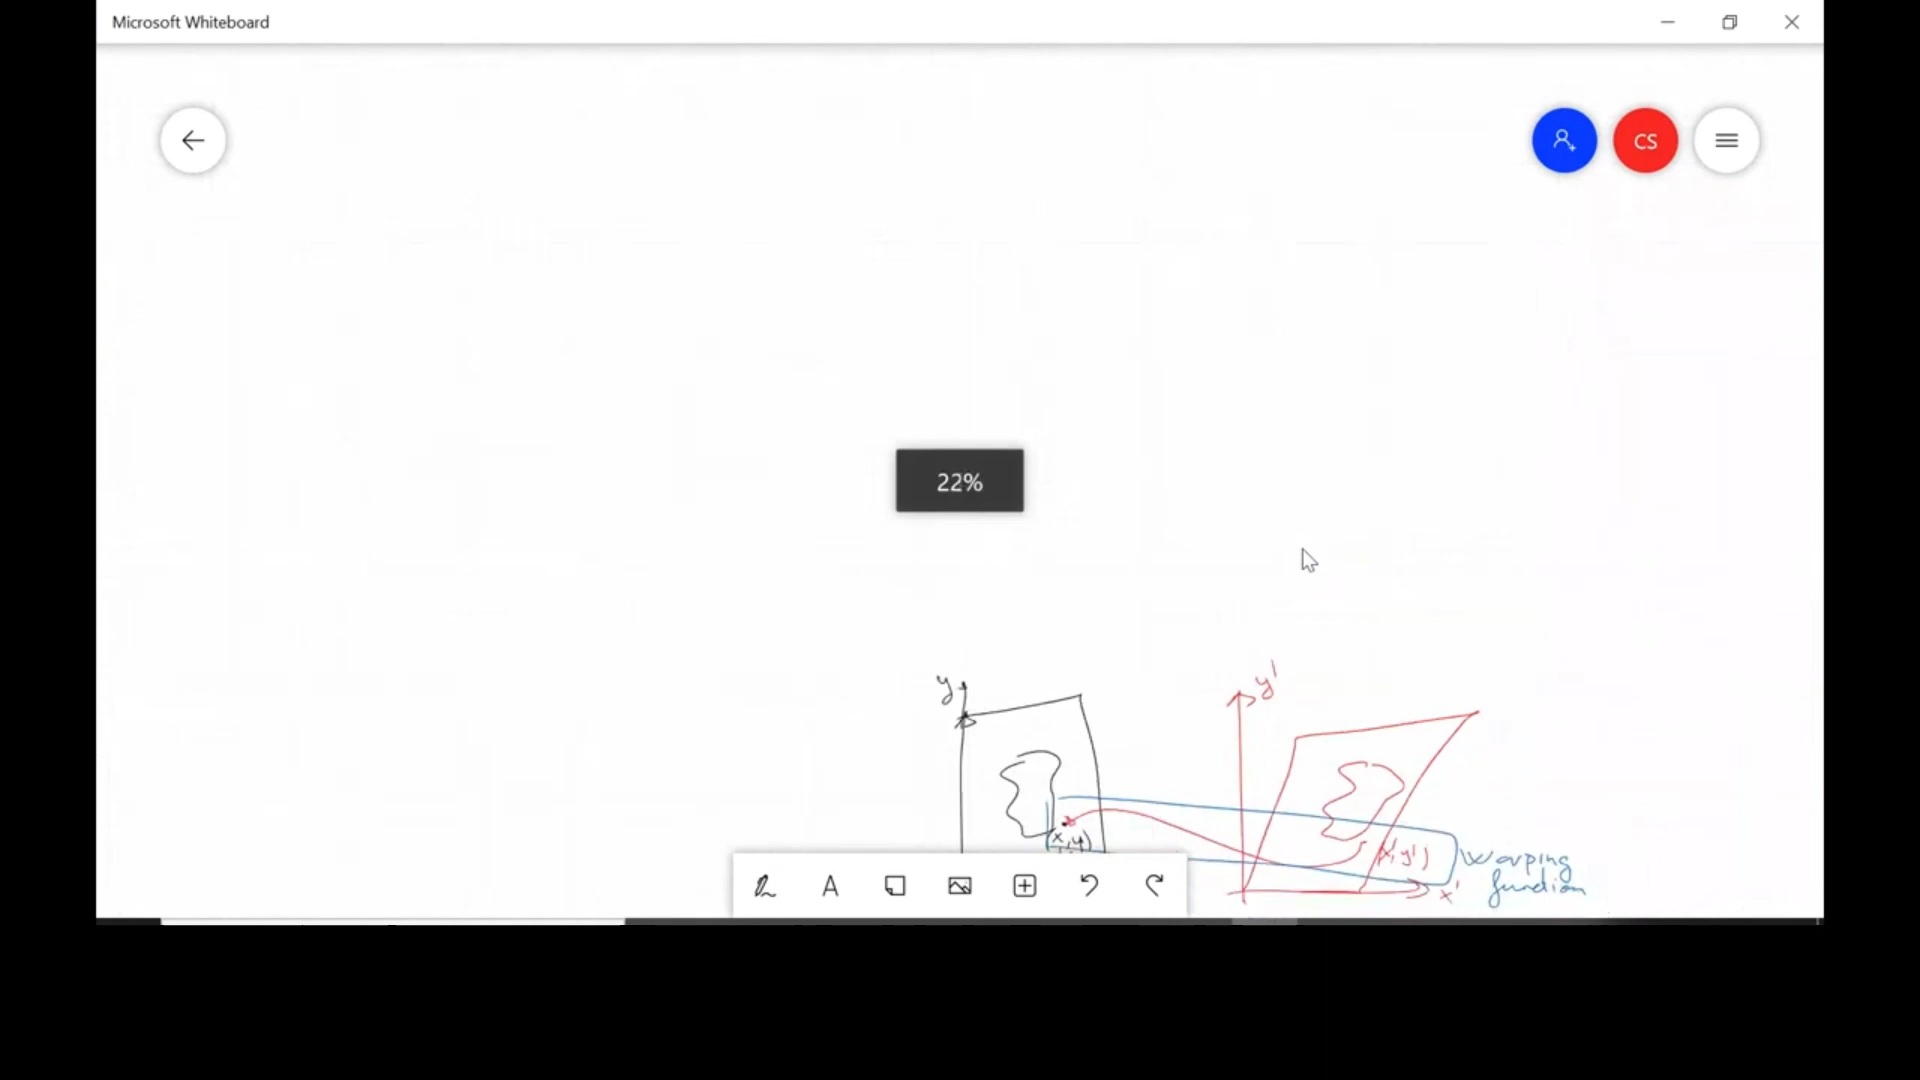 Microsoft Whiteboard
CS
22%
y
y'
(x,y)
(x',y')
Warping
function
x'
A